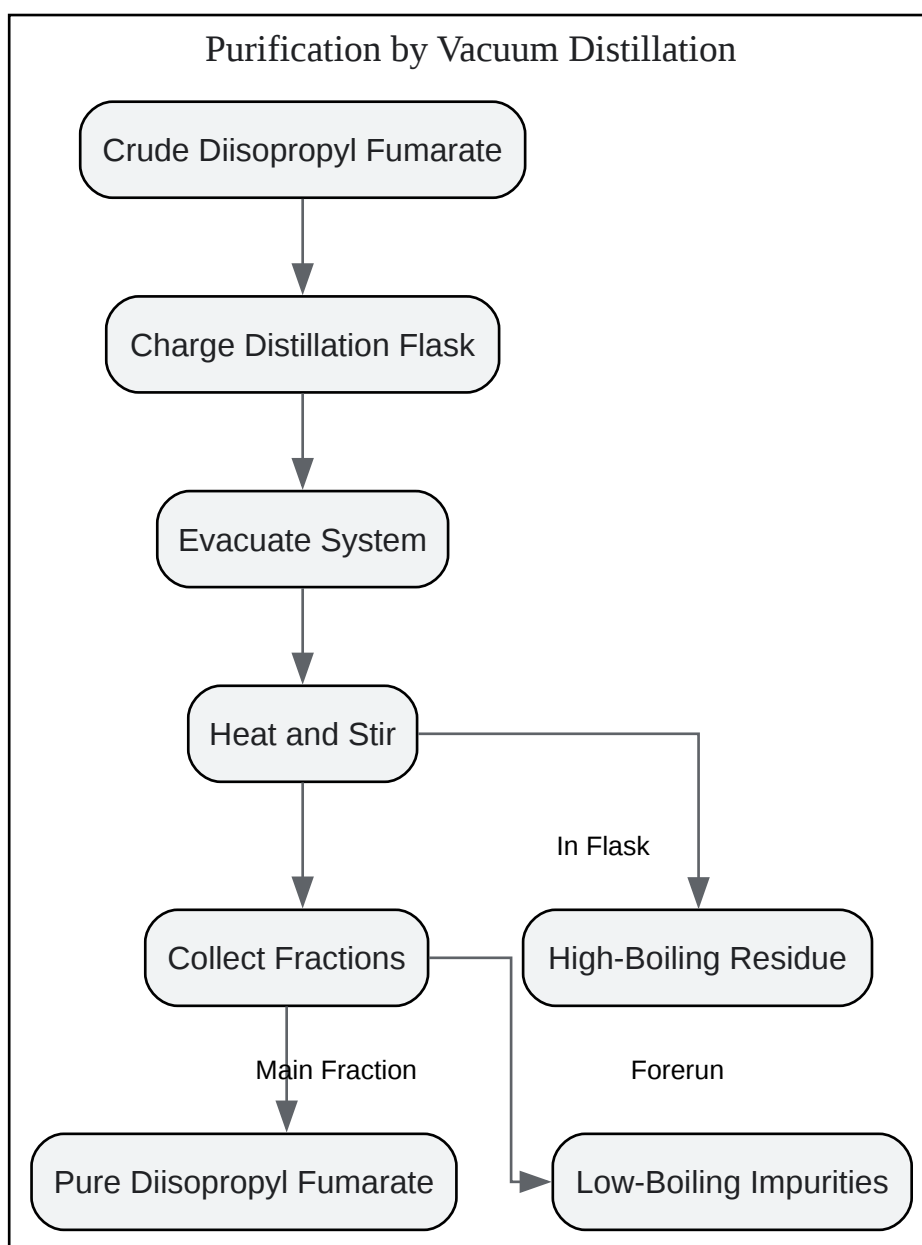 Purification by Vacuum Distillation
Crude Diisopropyl Fumarate
Charge Distillation Flask
Evacuate System
Heat and Stir
In Flask
Collect Fractions
High-Boiling Residue
Main Fraction
Forerun
Pure Diisopropyl Fumarate
Low-Boiling Impurities